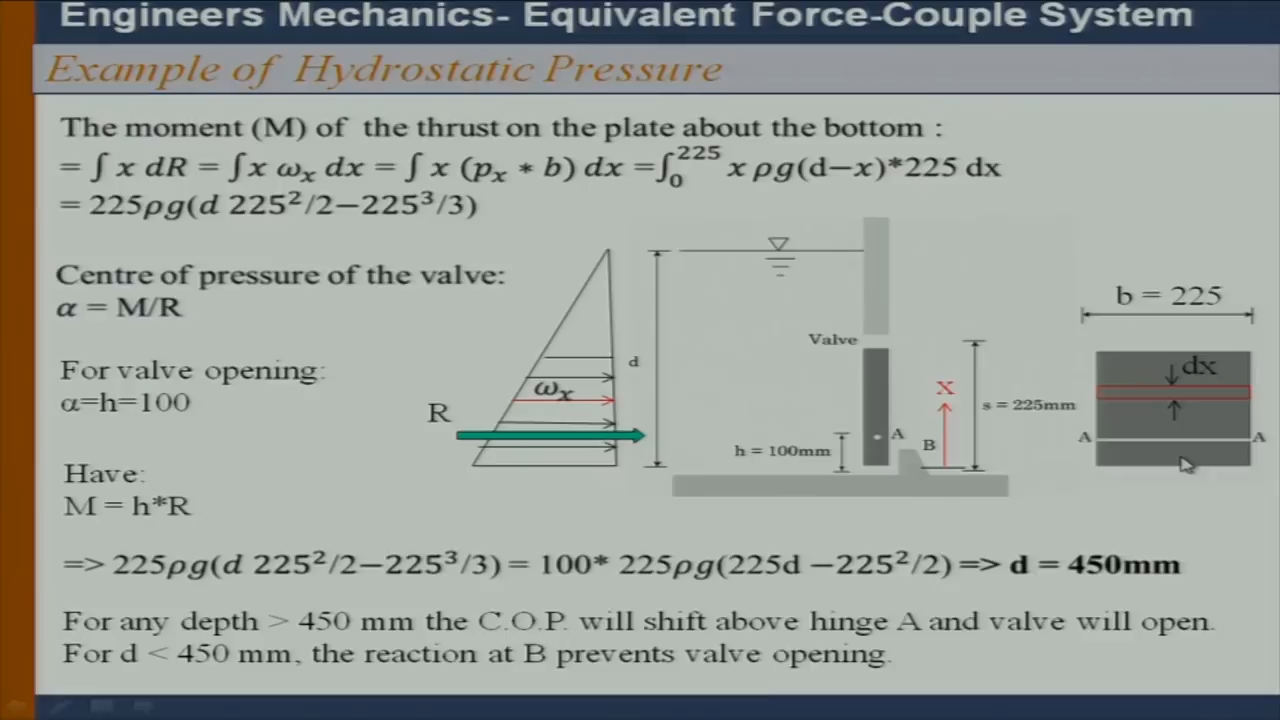 Engineers Mechanics- Equivalent Force-Couple System
Example of Hydrostatic Pressure
The moment (M) of the thrust on the plate about the bottom :
= ∫ x dR = ∫x ωₓ dx = ∫ x (pₓ * b) dx =∫₀²²⁵ x ρg(d−x)*225 dx
= 225ρg(d 225²/2−225³/3)
Centre of pressure of the valve:
α = M/R
For valve opening:
α=h=100
Have:
M = h*R
R
ωₓ
d
Valve
h = 100mm
A
B
X
s = 225mm
b = 225
dx
A
A
=> 225ρg(d 225²/2−225³/3) = 100* 225ρg(225d −225²/2) => d = 450mm
For any depth > 450 mm the C.O.P. will shift above hinge A and valve will open.
For d < 450 mm, the reaction at B prevents valve opening.